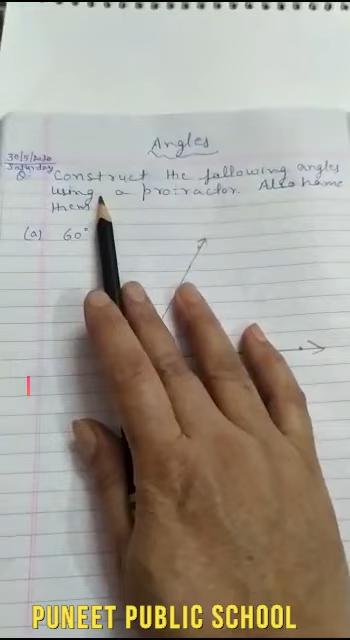 Angles
30/5/2020
Saturday
Q. Construct the following angles
using a protractor. Also name
them.
(a) 60°
PUNEET PUBLIC SCHOOL